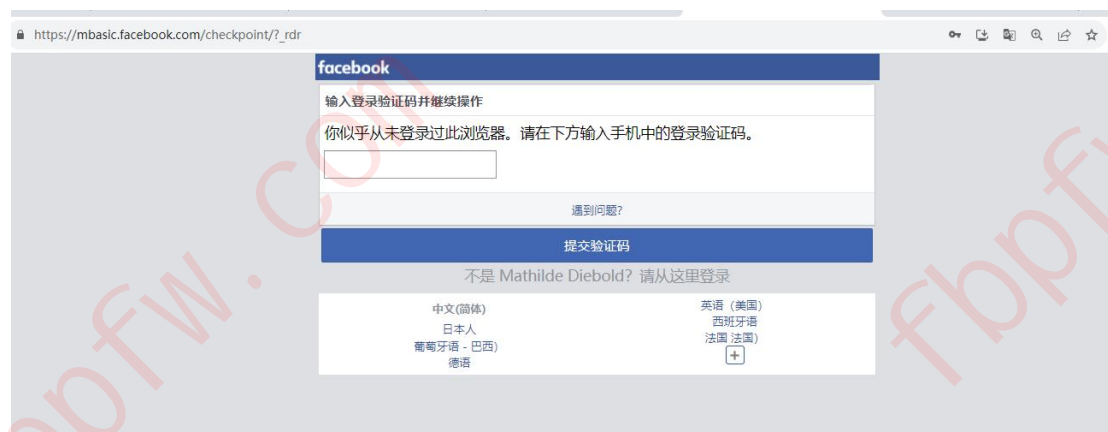 https://mbasic.facebook.com/checkpoint/?_rdr
facebook
输入登录验证码并继续操作
你似乎从未登录过此浏览器。请在下方输入手机中的登录验证码。
遇到问题?
提交验证码
不是 Mathilde Diebold? 请从这里登录
中文(简体)
英语 (美国)
日本人
西班牙语
葡萄牙语 - 巴西)
法国 法国)
德语
fbpfw.com